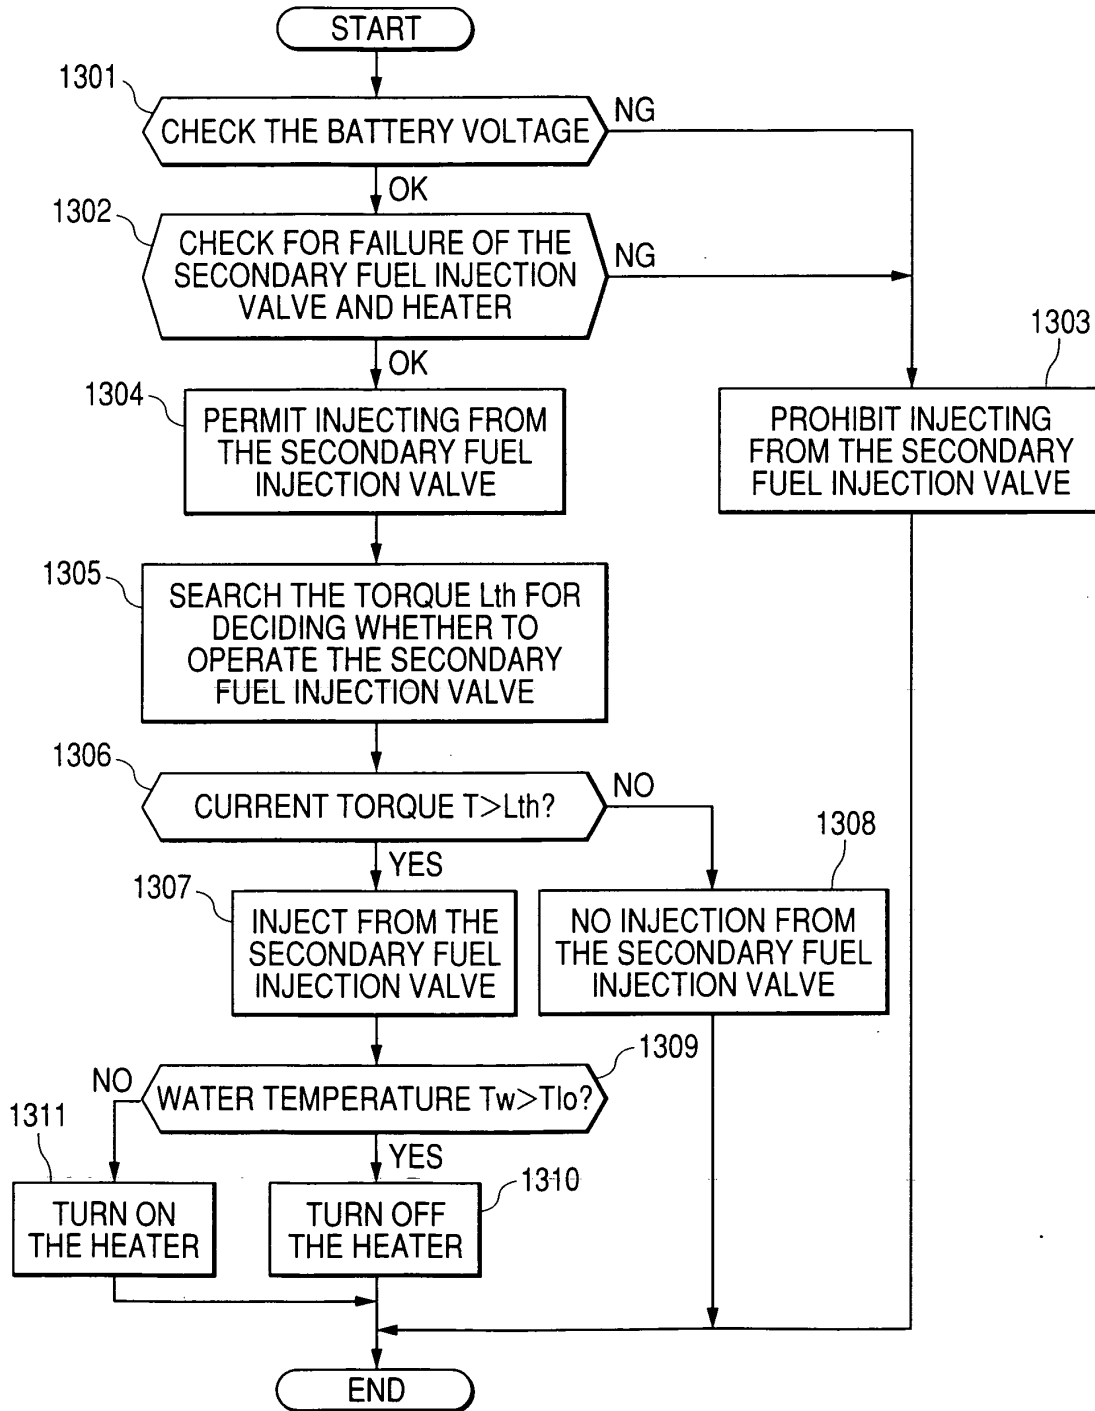 START
1301
CHECK THE BATTERY VOLTAGE
NG
OK
1302
CHECK FOR FAILURE OF THE
SECONDARY FUEL INJECTION
VALVE AND HEATER
NG
OK
1303
PROHIBIT INJECTING
FROM THE SECONDARY
FUEL INJECTION VALVE
1304
PERMIT INJECTING FROM
THE SECONDARY FUEL
INJECTION VALVE
1305
SEARCH THE TORQUE Lth FOR
DECIDING WHETHER TO
OPERATE THE SECONDARY
FUEL INJECTION VALVE
1306
CURRENT TORQUE T>Lth?
NO
YES
1307
INJECT FROM THE
SECONDARY FUEL
INJECTION VALVE
1308
NO INJECTION FROM
THE SECONDARY FUEL
INJECTION VALVE
1309
WATER TEMPERATURE Tw>Tlo?
NO
YES
1311
TURN ON
THE HEATER
1310
TURN OFF
THE HEATER
END